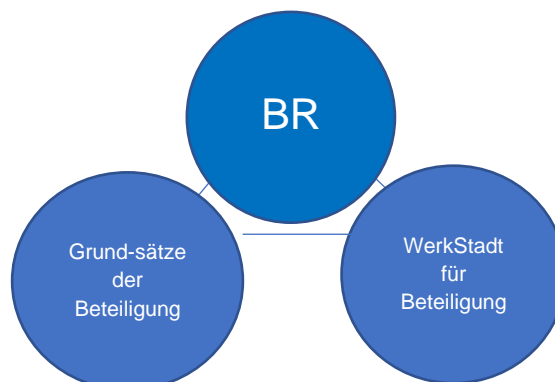 BR
Grund-sätze
der
Beteiligung
WerkStadt
für
Beteiligung